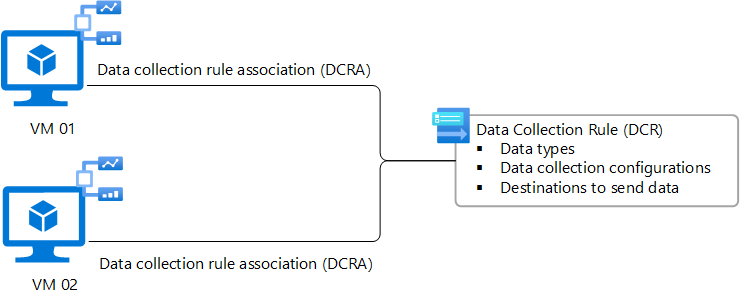 Data collection rule association (DCRA)
VM 01
Data Collection Rule (DCR)
▪ Data types
▪ Data collection configurations
▪ Destinations to send data
Data collection rule association (DCRA)
VM 02